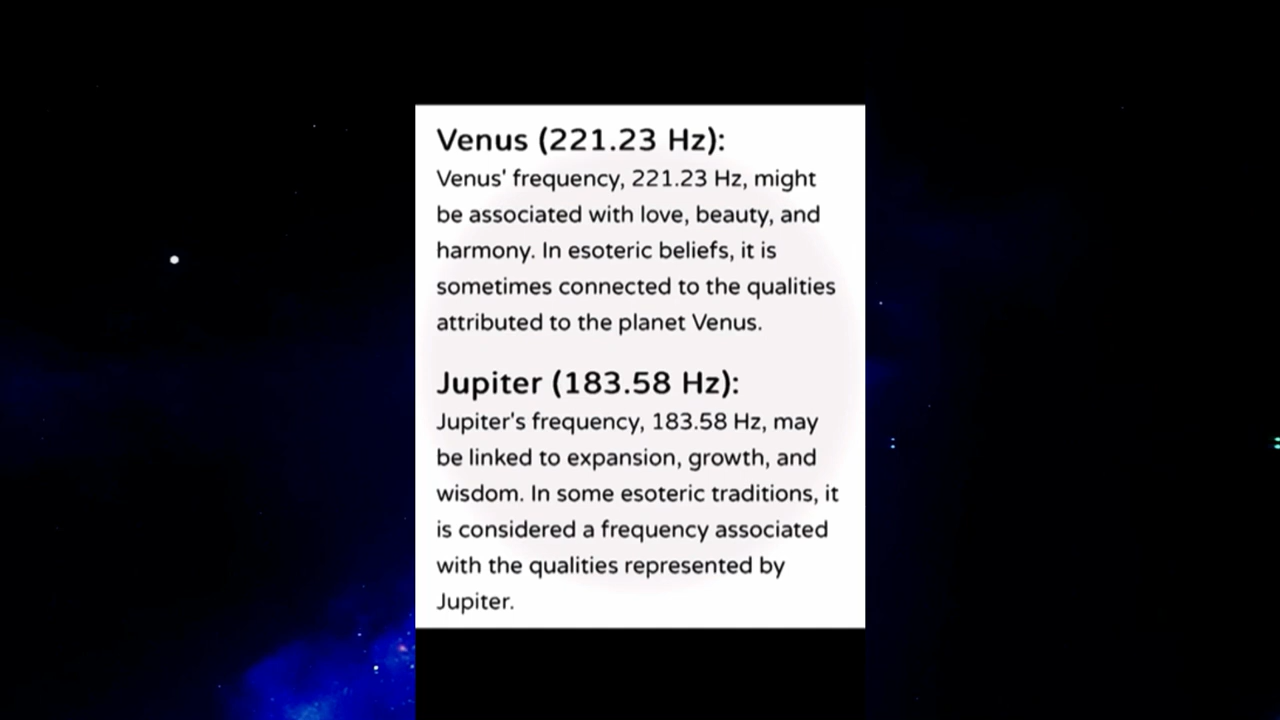 Venus (221.23 Hz):
Venus' frequency, 221.23 Hz, might
be associated with love, beauty, and
harmony. In esoteric beliefs, it is
sometimes connected to the qualities
attributed to the planet Venus.
Jupiter (183.58 Hz):
Jupiter's frequency, 183.58 Hz, may
be linked to expansion, growth, and
wisdom. In some esoteric traditions, it
is considered a frequency associated
with the qualities represented by
Jupiter.